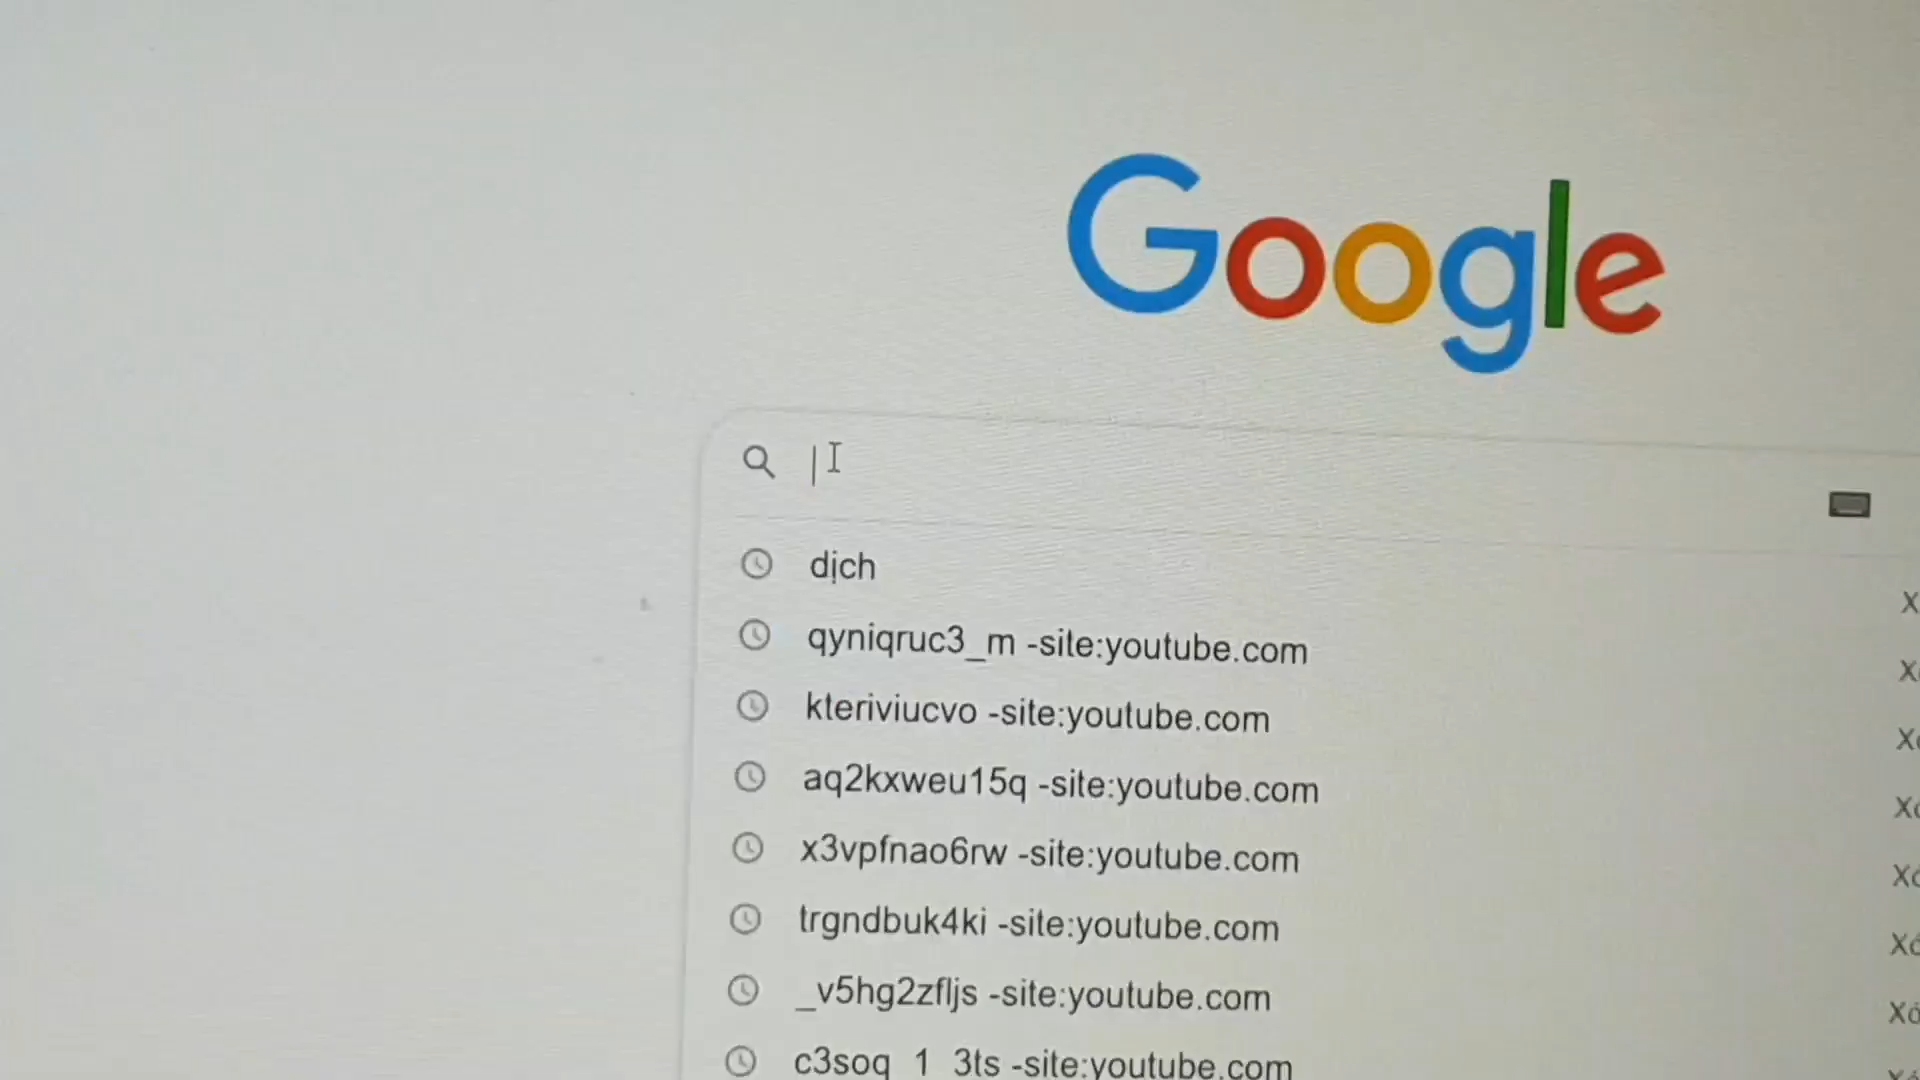 Google
dịch
qyniqruc3_m -site:youtube.com
kteriviucvo -site:youtube.com
aq2kxweu15q -site:youtube.com
x3vpfnao6rw -site:youtube.com
trgndbuk4ki -site:youtube.com
_v5hg2zfljs -site:youtube.com
c3soq_1_3ts -site:youtube.com